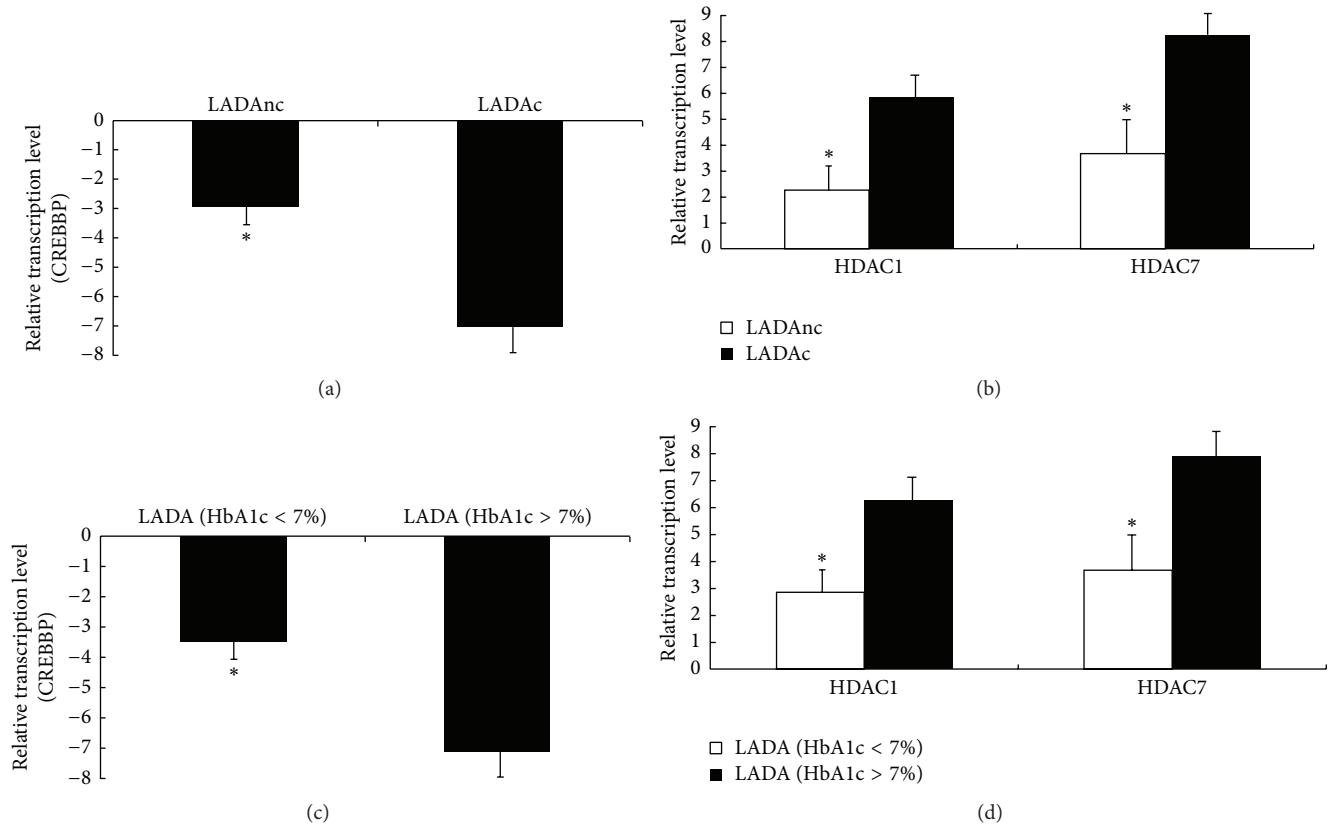 LADAnc LADAc
0
−1
−2
−3
−4
−5
−6
−7
−8
Relative transcription level
(CREBBP)
*
(a)
9
8
7
6
5
4
3
2
1
0
Relative transcription level
*
*
HDAC1 HDAC7
LADAnc
LADAc
(b)
LADA (HbA1c < 7%) LADA (HbA1c > 7%)
0
−1
−2
−3
−4
−5
−6
−7
−8
Relative transcription level
(CREBBP)
*
(c)
9
8
7
6
5
4
3
2
1
0
Relative transcription level
*
*
HDAC1 HDAC7
LADA (HbA1c < 7%)
LADA (HbA1c > 7%)
(d)